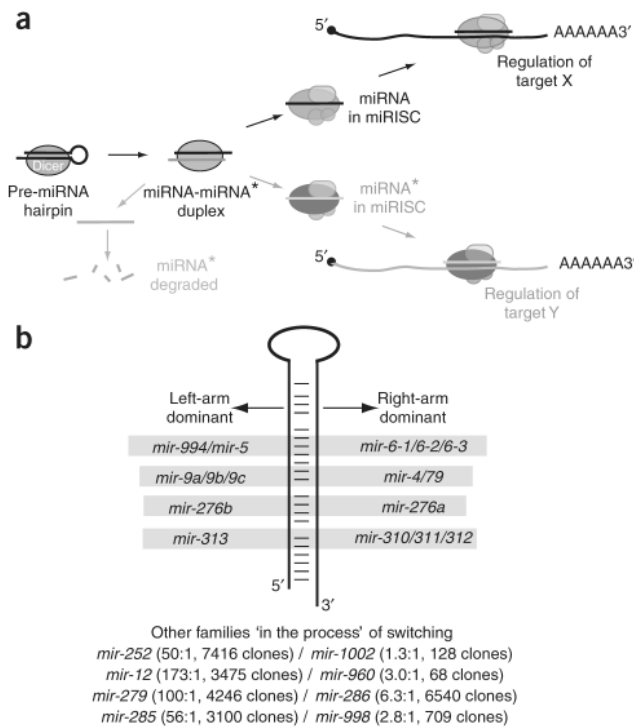 a
5′
AAAAAA3′
Regulation of
target X
miRNA
in miRISC
Dicer
Pre-miRNA
hairpin
miRNA-miRNA*
duplex
miRNA*
in miRISC
miRNA*
degraded
5′
AAAAAA3′
Regulation of
target Y
b
Left-arm
dominant
Right-arm
dominant
mir-994/mir-5 mir-6-1/6-2/6-3
mir-9a/9b/9c mir-4/79
mir-276b mir-276a
mir-313 mir-310/311/312
5′
3′
Other families ‘in the process’ of switching
mir-252 (50:1, 7416 clones) / mir-1002 (1.3:1, 128 clones)
mir-12 (173:1, 3475 clones) / mir-960 (3.0:1, 68 clones)
mir-279 (100:1, 4246 clones) / mir-286 (6.3:1, 6540 clones)
mir-285 (56:1, 3100 clones) / mir-998 (2.8:1, 709 clones)